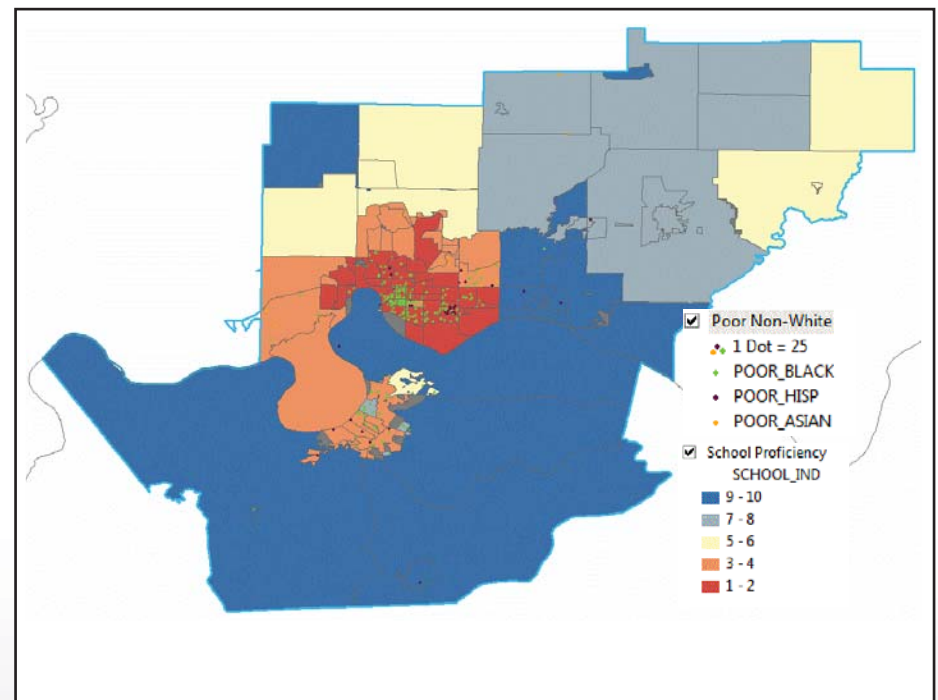 Poor Non-White
1 Dot = 25
POOR_BLACK
POOR_HISP
POOR_ASIAN
School Proficiency
SCHOOL_IND
9 - 10
7 - 8
5 - 6
3 - 4
1 - 2